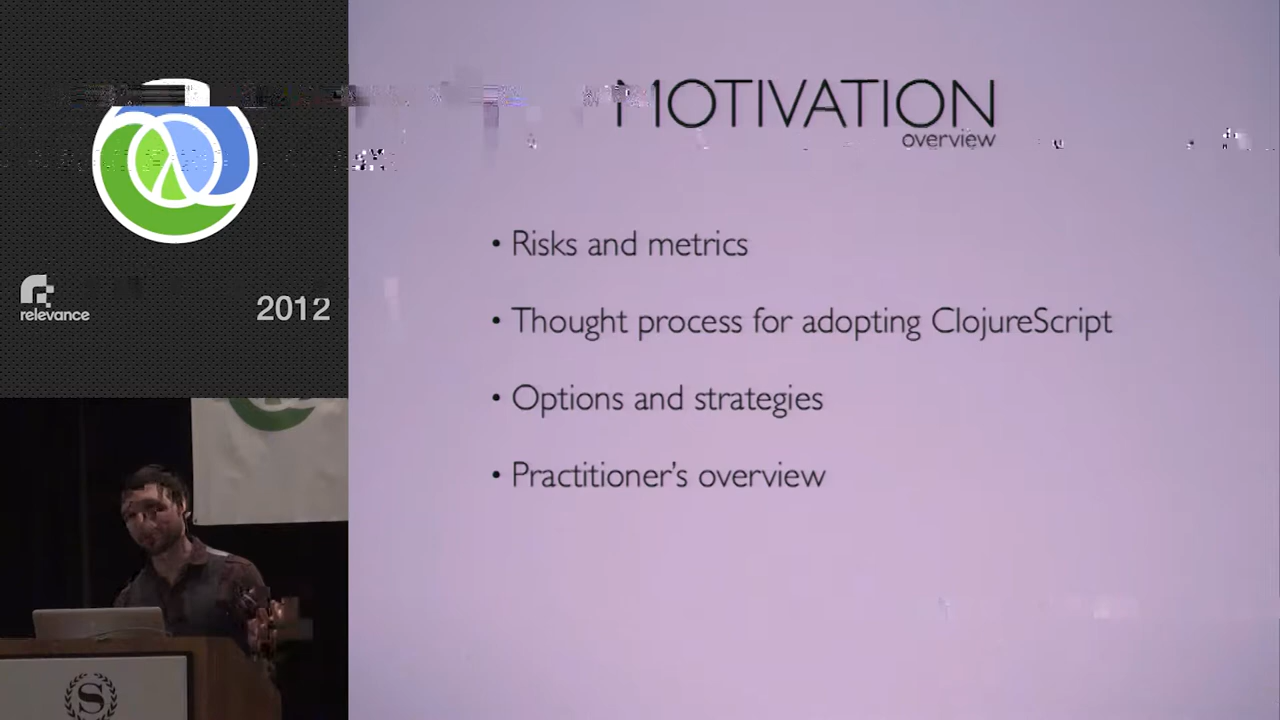 relevance
2012
S
MOTIVATION
overview
• Risks and metrics
• Thought process for adopting ClojureScript
• Options and strategies
• Practitioner's overview